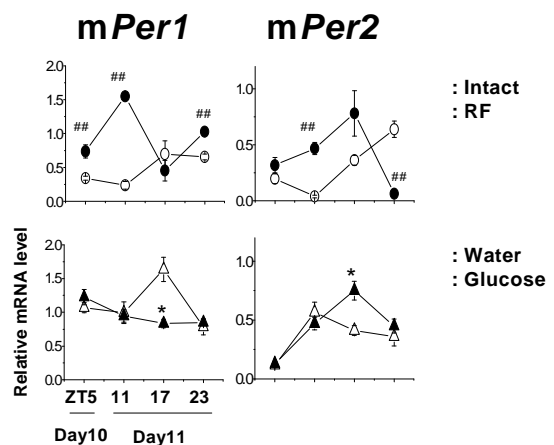 mPer1 mPer2
2.0
1.5
1.0
0.5
0.0
##
##
##
1.0
0.5
0.0
##
##
: Intact
: RF
Relative mRNA level
2.0
1.5
1.0
0.5
0.0
*
1.0
0.5
0.0
*
: Water
: Glucose
ZT5 11 17 23
Day10 Day11